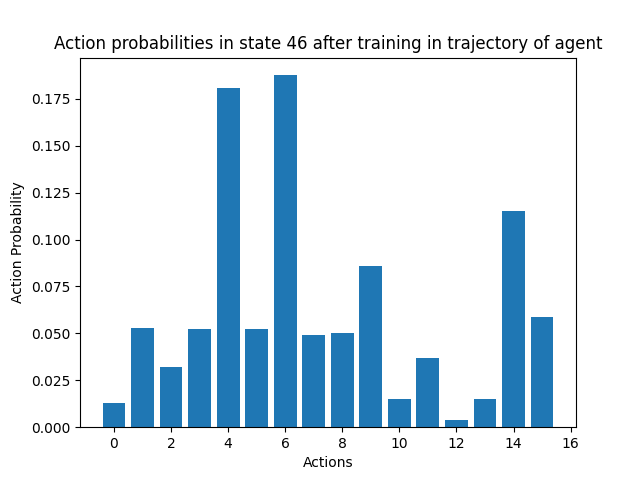 Action probabilities in state 46 after training in trajectory of agent
Action Probability
0.175
0.150
0.125
0.100
0.075
0.050
0.025
0.000
0 2 4 6 8 10 12 14 16
Actions